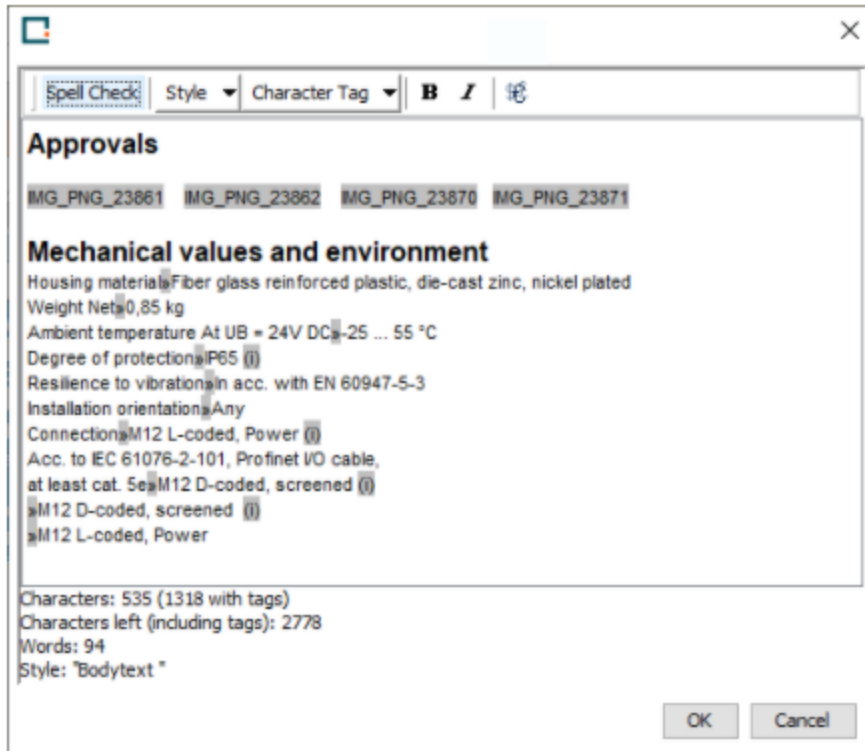 Spell Check Style Character Tag B I
Approvals
IMG_PNG_23861 IMG_PNG_23862 IMG_PNG_23870 IMG_PNG_23871
Mechanical values and environment
Housing material»Fiber glass reinforced plastic, die-cast zinc, nickel plated
Weight Net»0,85 kg
Ambient temperature At UB = 24V DC»-25 ... 55 °C
Degree of protection»IP65 (i)
Resilience to vibration»In acc. with EN 60947-5-3
Installation orientation»Any
Connection»M12 L-coded, Power (i)
Acc. to IEC 61076-2-101, Profinet I/O cable,
at least cat. 5e»M12 D-coded, screened (i)
»M12 D-coded, screened (i)
»M12 L-coded, Power
Characters: 535 (1318 with tags)
Characters left (including tags): 2778
Words: 94
Style: "Bodytext "
OK Cancel